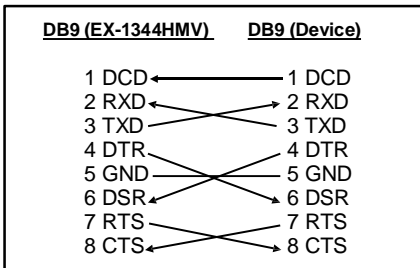 DB9 (EX-1344HMV) DB9 (Device)
1 DCD 1 DCD
2 RXD 2 RXD
3 TXD 3 TXD
4 DTR 4 DTR
5 GND 5 GND
6 DSR 6 DSR
7 RTS 7 RTS
8 CTS 8 CTS